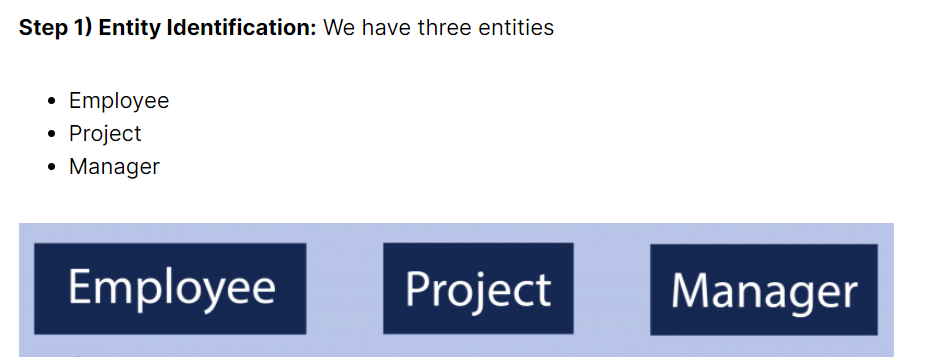 Step 1) Entity Identification: We have three entities
• Employee
• Project
• Manager
Employee Project Manager